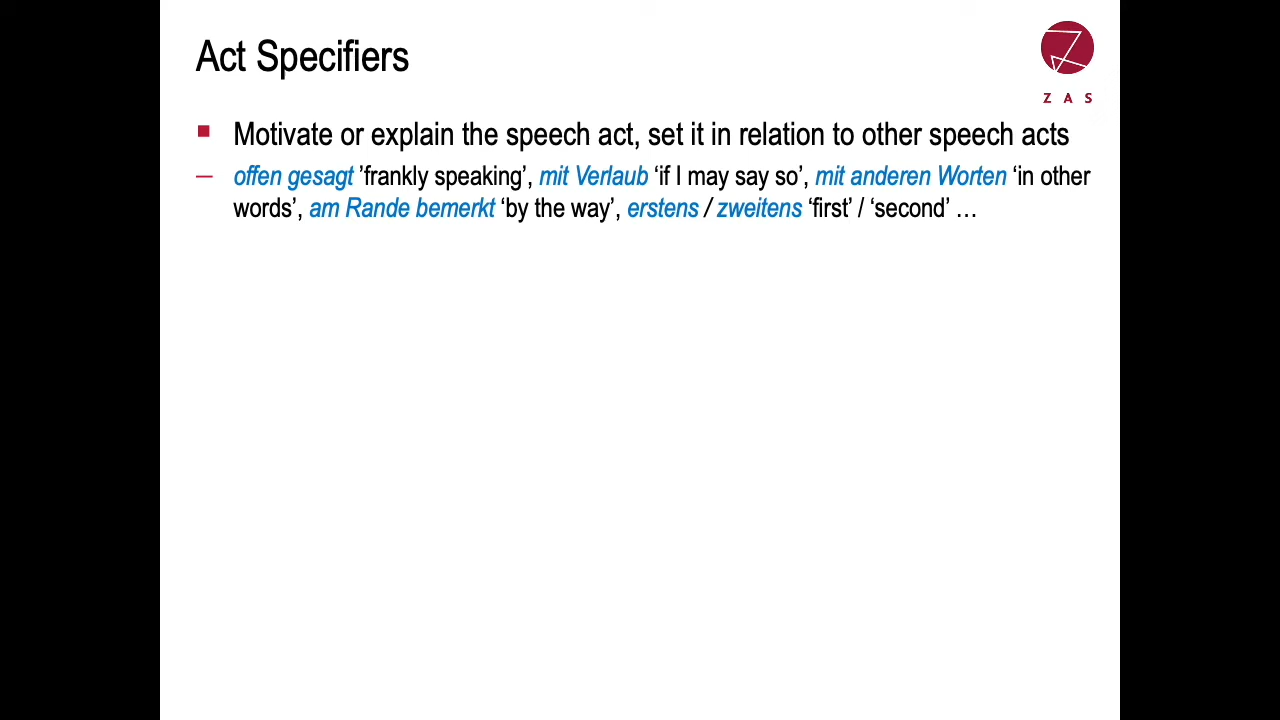 Act Specifiers
Z A S
Motivate or explain the speech act, set it in relation to other speech acts
– offen gesagt ’frankly speaking’, mit Verlaub ‘if I may say so’, mit anderen Worten ‘in other
words’, am Rande bemerkt ‘by the way’, erstens / zweitens ‘first’ / ‘second’ …